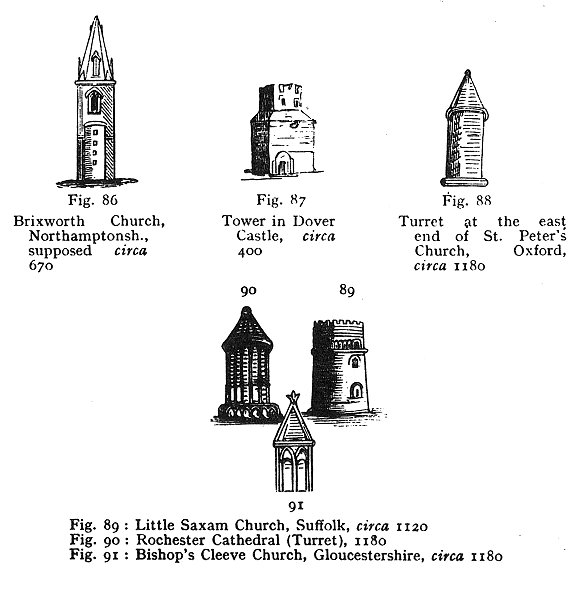 Fig. 86
Brixworth Church,
Northamptonsh.,
supposed circa
670
Fig. 87
Tower in Dover
Castle, circa
400
Fig. 88
Turret at the east
end of St. Peter's
Church, Oxford,
circa 1180
90 89
91
Fig. 89 : Little Saxam Church, Suffolk, circa 1120
Fig. 90 : Rochester Cathedral (Turret), 1180
Fig. 91 : Bishop's Cleeve Church, Gloucestershire, circa 1180